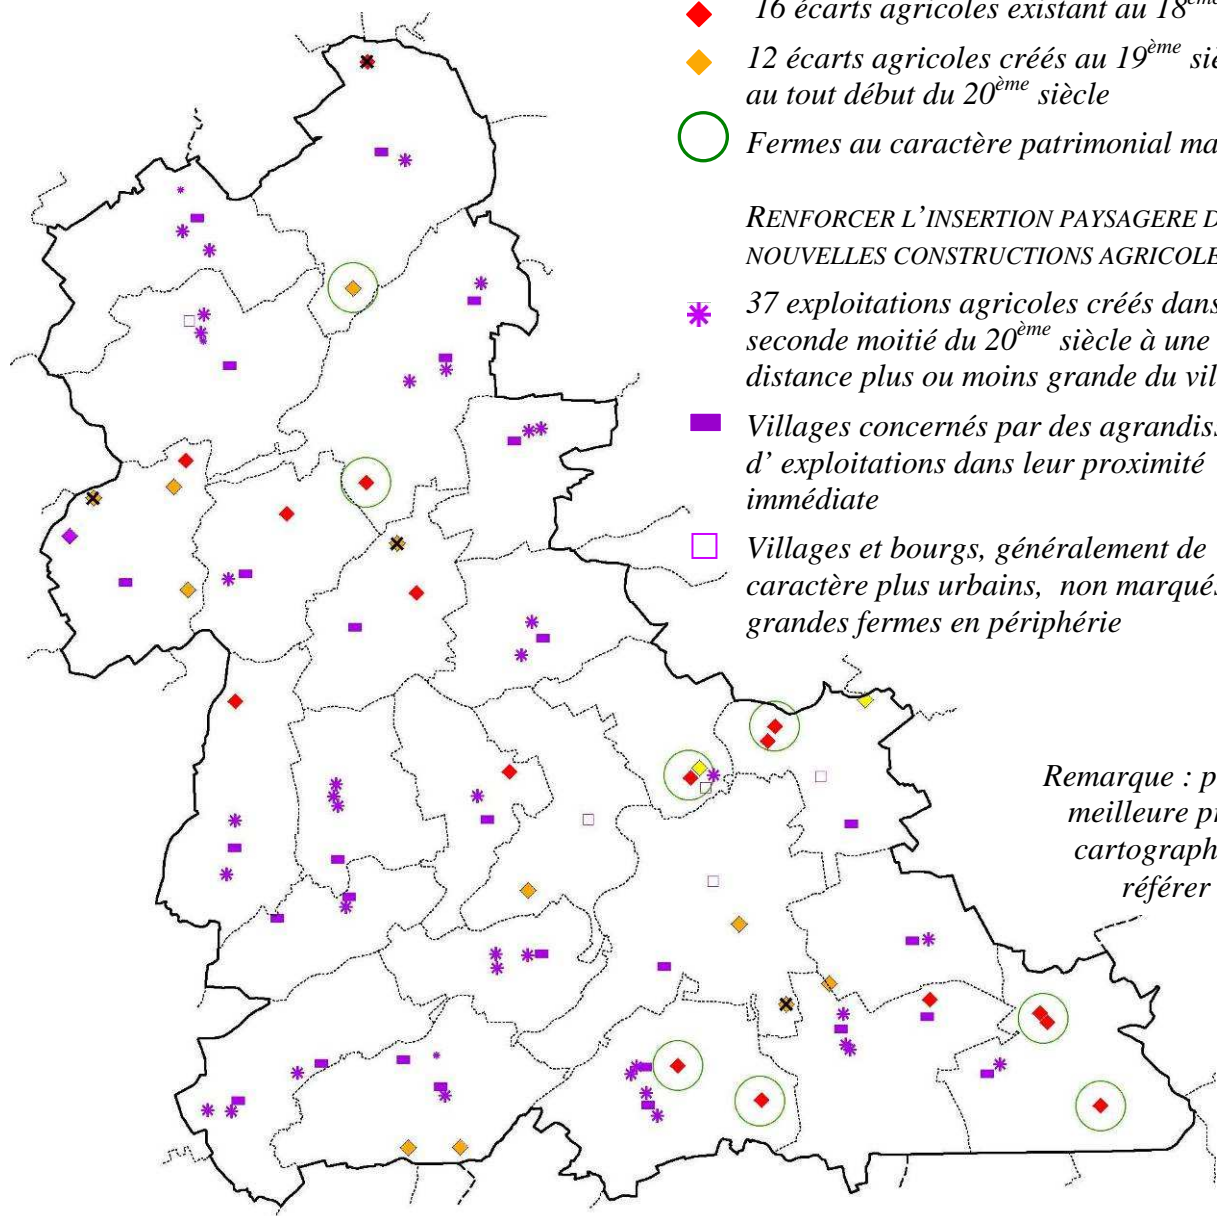 16 écarts agricoles existant au 18ème
12 écarts agricoles créés au 19ème
au tout début du 20ème siècle
Fermes au caractère patrimonial
RENFORCER L'INSERTION PAYSAGERE
NOUVELLES CONSTRUCTIONS
37 exploitations agricoles créés dans
seconde moitié du 20ème siècle à une
distance plus ou moins grande du
Villages concernés par des
d' exploitations dans leur proximité
immédiate
Villages et bourgs, généralement de
caractère plus urbains, non
grandes fermes en périphérie
Remarque :
meilleure
référer